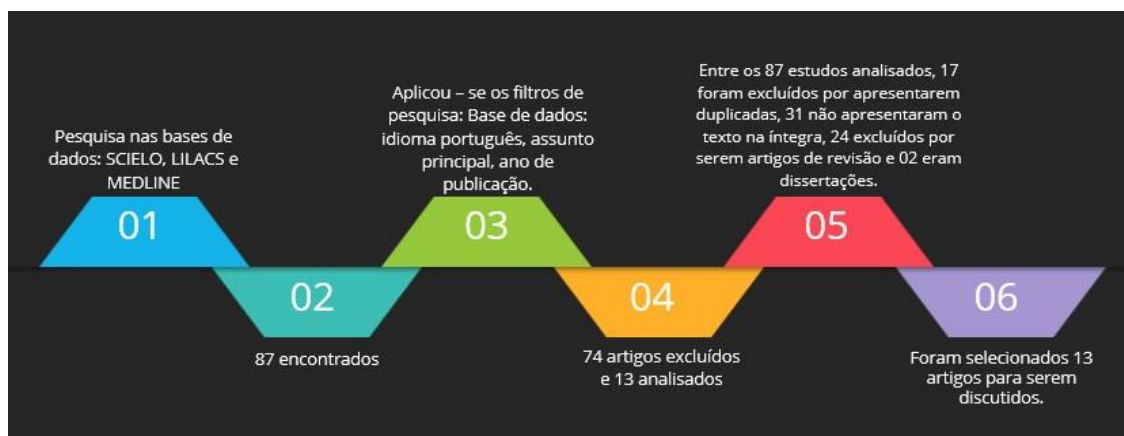 Pesquisa nas bases de
dados: SCIELO, LILACS e
MEDLINE
01
02
87 encontrados
Aplicou – se os filtros de
pesquisa: Base de dados:
idioma português, assunto
principal, ano de
publicação.
03
04
74 artigos excluídos
e 13 analisados
Entre os 87 estudos analisados, 17
foram excluídos por apresentarem
duplicadas, 31 não apresentaram o
texto na íntegra, 24 excluídos por
serem artigos de revisão e 02 eram
dissertações.
05
06
Foram selecionados 13
artigos para serem
discutidos.